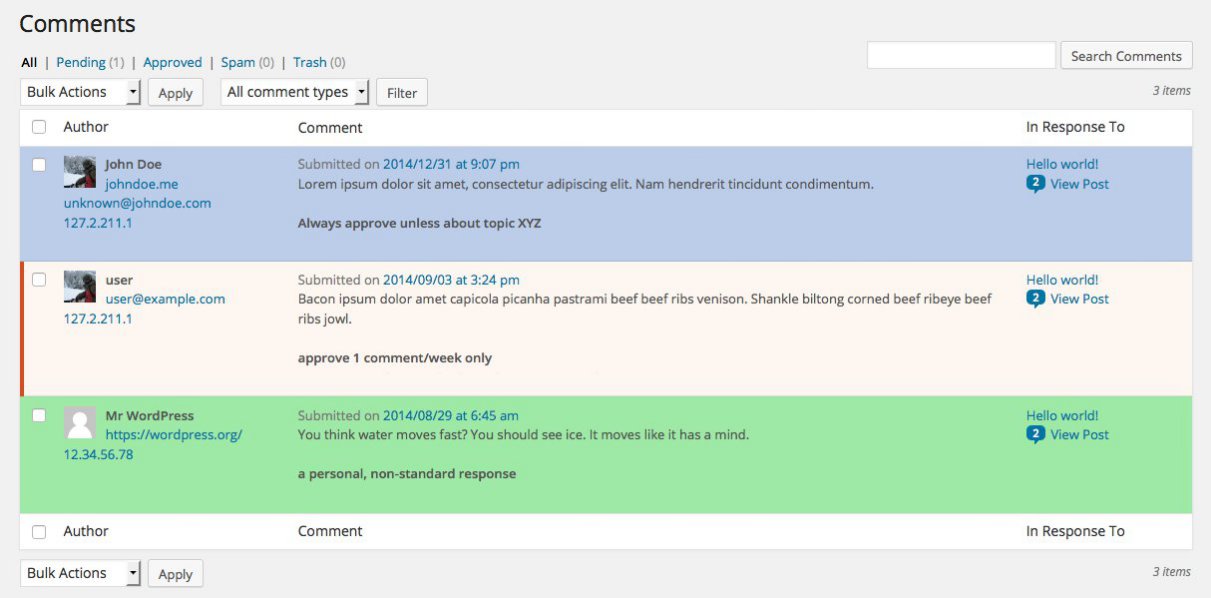 Comments
All | Pending (1) | Approved | Spam (0) | Trash (0)
Search Comments
Bulk Actions Apply All comment types Filter
3 items
Author Comment In Response To
John Doe Submitted on 2014/12/31 at 9:07 pm Hello world!
johndoe.me Lorem ipsum dolor sit amet, consectetur adipiscing elit. Nam hendrerit tincidunt condimentum. 2 View Post
unknown@johndoe.com
127.2.211.1 Always approve unless about topic XYZ
user Submitted on 2014/09/03 at 3:24 pm Hello world!
user@example.com Bacon ipsum dolor amet capicola picanha pastrami beef beef ribs venison. Shankle biltong corned beef ribeye beef 2 View Post
127.2.211.1 ribs jowl.
approve 1 comment/week only
Mr WordPress Submitted on 2014/08/29 at 6:45 am Hello world!
https://wordpress.org/ You think water moves fast? You should see ice. It moves like it has a mind. 2 View Post
12.34.56.78
a personal, non-standard response
Author Comment In Response To
Bulk Actions Apply 3 items